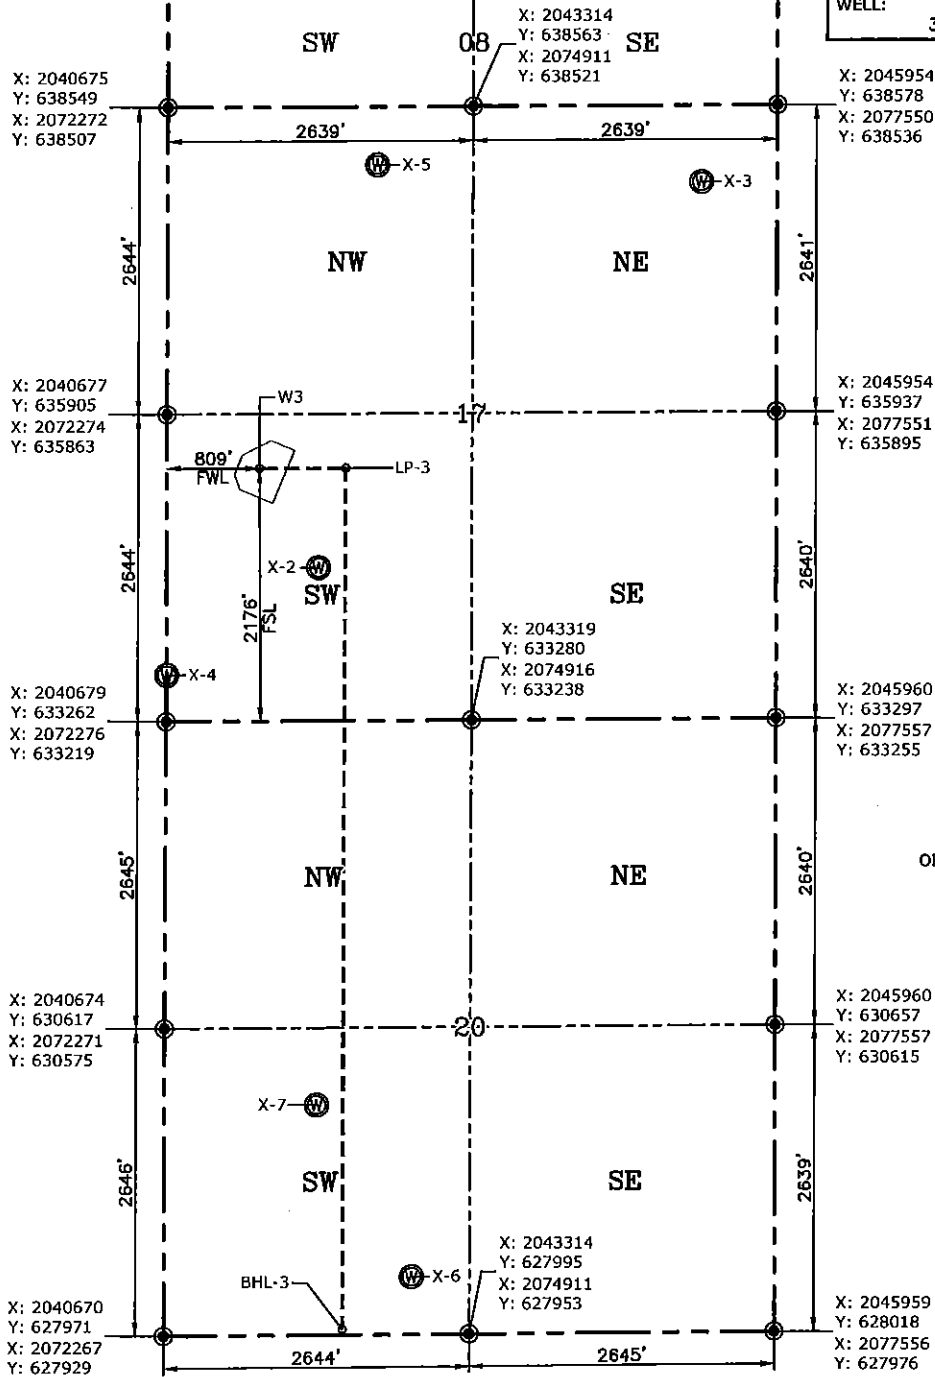 WELL:
3
SW
08
SE
X: 2043314
Y: 638563
X: 2074911
Y: 638521
X: 2040675
Y: 638549
X: 2072272
Y: 638507
X: 2045954
Y: 638578
X: 2077550
Y: 638536
2639'
2639'
W
X-5
W
X-3
2644'
NW
NE
2641'
X: 2040677
Y: 635905
X: 2072274
Y: 635863
W3
17
X: 2045954
Y: 635937
X: 2077551
Y: 635895
809'
FWL
LP-3
2644'
X-2
W
SW
2176'
FSL
SE
2640'
X: 2043319
Y: 633280
X: 2074916
Y: 633238
W
X-4
X: 2040679
Y: 633262
X: 2072276
Y: 633219
X: 2045960
Y: 633297
X: 2077557
Y: 633255
2645'
NW
NE
2640'
X: 2040674
Y: 630617
X: 2072271
Y: 630575
20
X: 2045960
Y: 630657
X: 2077557
Y: 630615
X-7
W
2646'
SW
SE
2639'
X: 2043314
Y: 627995
X: 2074911
Y: 627953
BHL-3
W
X-6
X: 2040670
Y: 627971
X: 2072267
Y: 627929
X: 2045959
Y: 628018
X: 2077556
Y: 627976
2644'
2645'